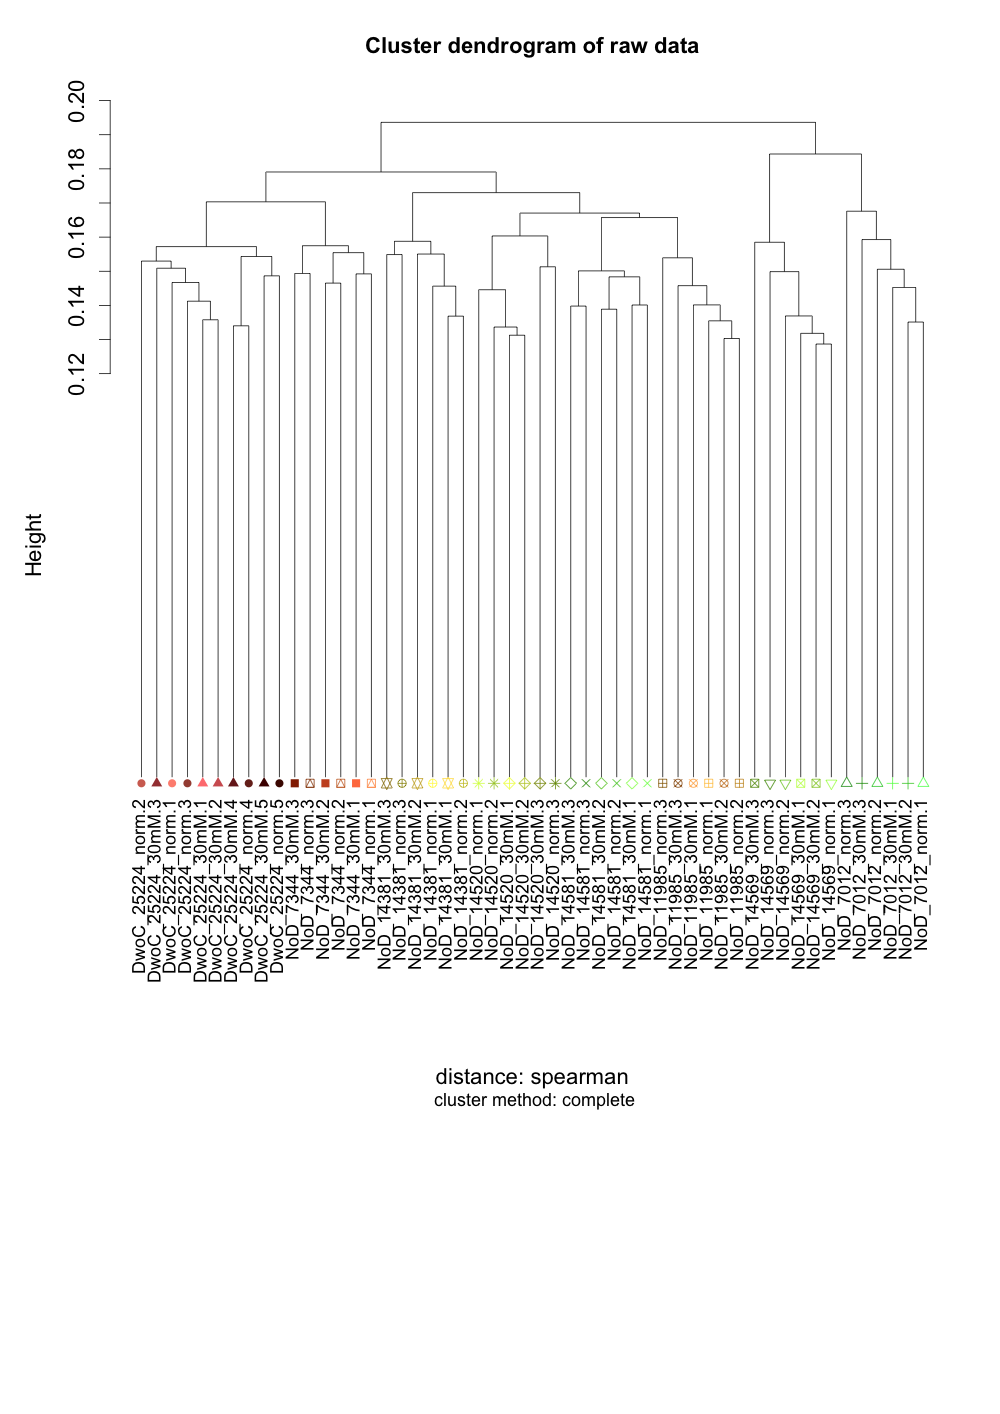 Cluster dendrogram of raw data
0.20
0.18
0.16
0.14
0.12
Height
DwoC_25224_norm.2
DwoC_25224_30mM.3
DwoC_25224_norm.1
DwoC_25224_norm.3
DwoC_25224_30mM.1
DwoC_25224_30mM.2
DwoC_25224_30mM.4
DwoC_25224_norm.4
DwoC_25224_30mM.5
DwoC_25224_norm.5
NoD_7344_30mM.3
NoD_7344_norm.3
NoD_7344_30mM.2
NoD_7344_norm.2
NoD_7344_30mM.1
NoD_7344_norm.1
NoD_14381_30mM.3
NoD_14381_norm.3
NoD_14381_30mM.2
NoD_14381_norm.1
NoD_14381_30mM.1
NoD_14381_norm.2
NoD_14520_norm.1
NoD_14520_norm.2
NoD_14520_30mM.1
NoD_14520_30mM.2
NoD_14520_30mM.3
NoD_14520_norm.3
NoD_14581_30mM.3
NoD_14581_norm.3
NoD_14581_30mM.2
NoD_14581_norm.2
NoD_14581_30mM.1
NoD_14581_norm.1
NoD_11985_norm.3
NoD_11985_30mM.3
NoD_11985_30mM.1
NoD_11985_norm.1
NoD_11985_30mM.2
NoD_11985_norm.2
NoD_14569_30mM.3
NoD_14569_norm.3
NoD_14569_norm.2
NoD_14569_30mM.1
NoD_14569_30mM.2
NoD_14569_norm.1
NoD_7012_norm.3
NoD_7012_30mM.3
NoD_7012_norm.2
NoD_7012_30mM.1
NoD_7012_30mM.2
NoD_7012_norm.1
distance: spearman
cluster method: complete